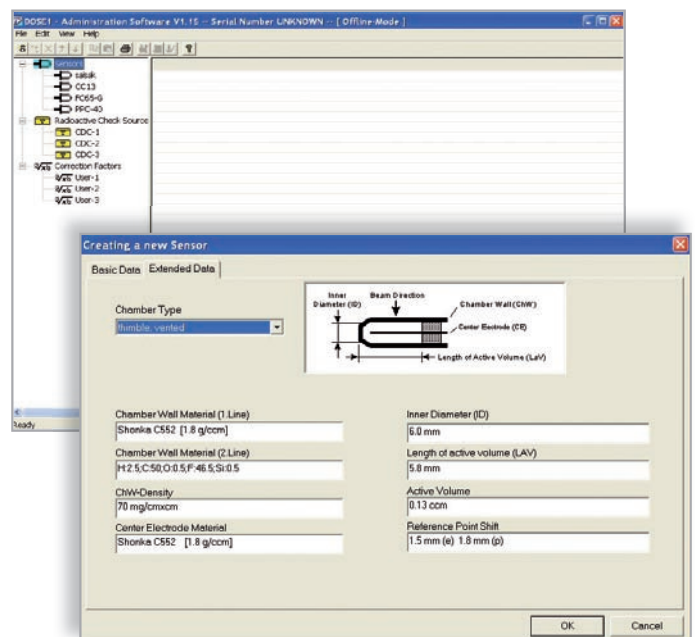 DOSE1 - Administration Software V1.15 -- Serial Number UNKNOWN -- [ Offline-Mode ]
File Edit View Help
Sensors
CC13
FC65-G
PPC-40
Radioactive Check Source
CDC-1
CDC-2
CDC-3
Correction Factors
User-1
User-2
User-3
Ready
Creating a new Sensor
Basic Data Extended Data
Chamber Type
thimble, vented
Inner Diameter (ID)
Beam Direction
Chamber Wall (ChW)
Center Electrode (CE)
Length of Active Volume (LaV)
Chamber Wall Material (1.Line)
Shonka C552 [1.8 g/ccm]
Chamber Wall Material (2.Line)
H:2.5;C:50;O:0.5;F:46.5;Si:0.5
ChW-Density
70 mg/cmxcm
Center Electrode Material
Shonka C552 [1.8 g/ccm]
Inner Diameter (ID)
6.0 mm
Length of active volume (LAV)
5.8 mm
Active Volume
0.13 ccm
Reference Point Shift
1.5 mm (e) 1.8 mm (p)
OK Cancel